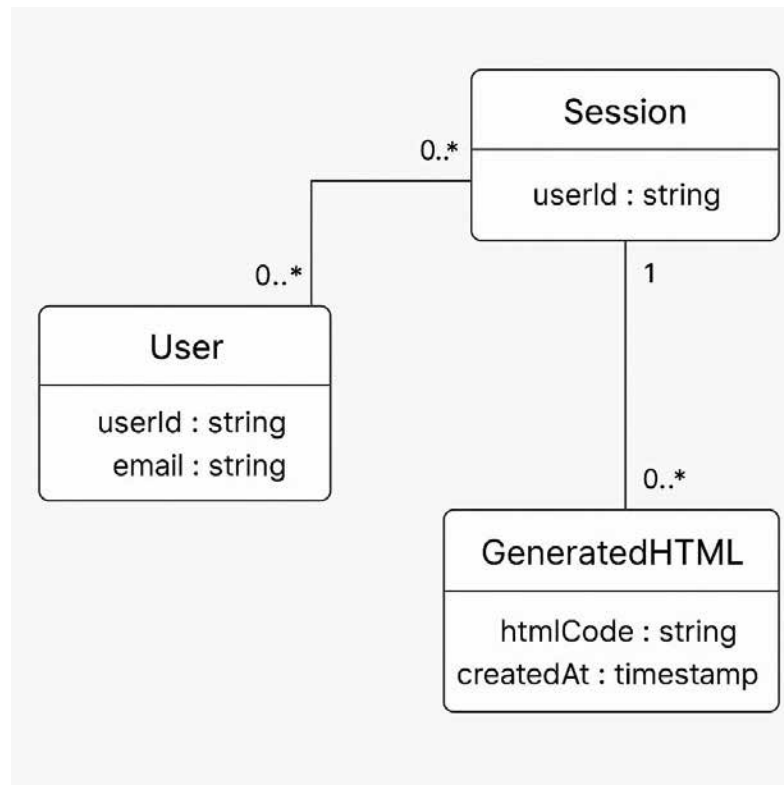 Session
userId : string
0..*
1
0..*
User
userId : string
email : string
0..*
GeneratedHTML
htmlCode : string
createdAt : timestamp